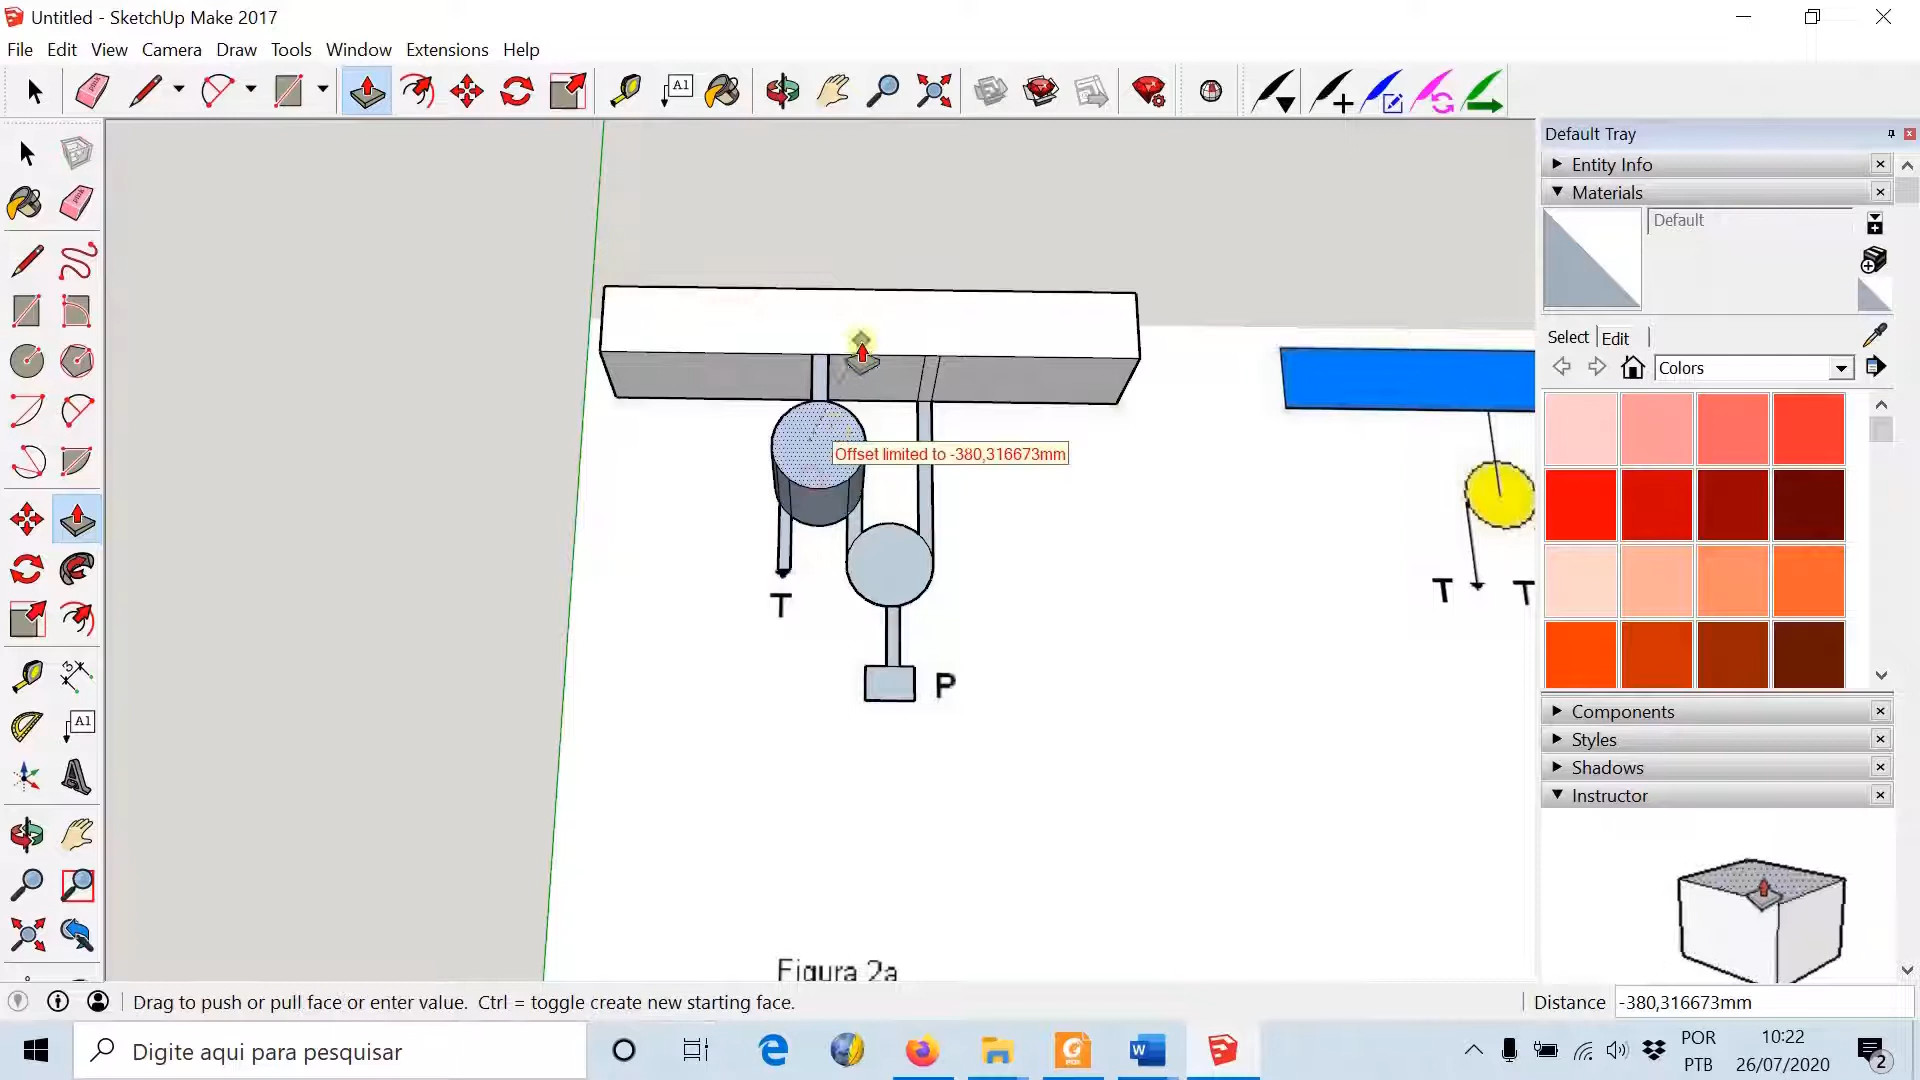 Untitled - SketchUp Make 2017
File Edit View Camera Draw Tools Window Extensions Help
A1
Default Tray
Entity Info
Materials
Default
Select Edit
Colors
Offset limited to -380,316673mm
T
P
T T
A1
Components
Styles
Shadows
Instructor
Figura 2a
Drag to push or pull face or enter value. Ctrl = toggle create new starting face.
Distance -380,316673mm
Digite aqui para pesquisar
POR
PTB
10:22
26/07/2020
2